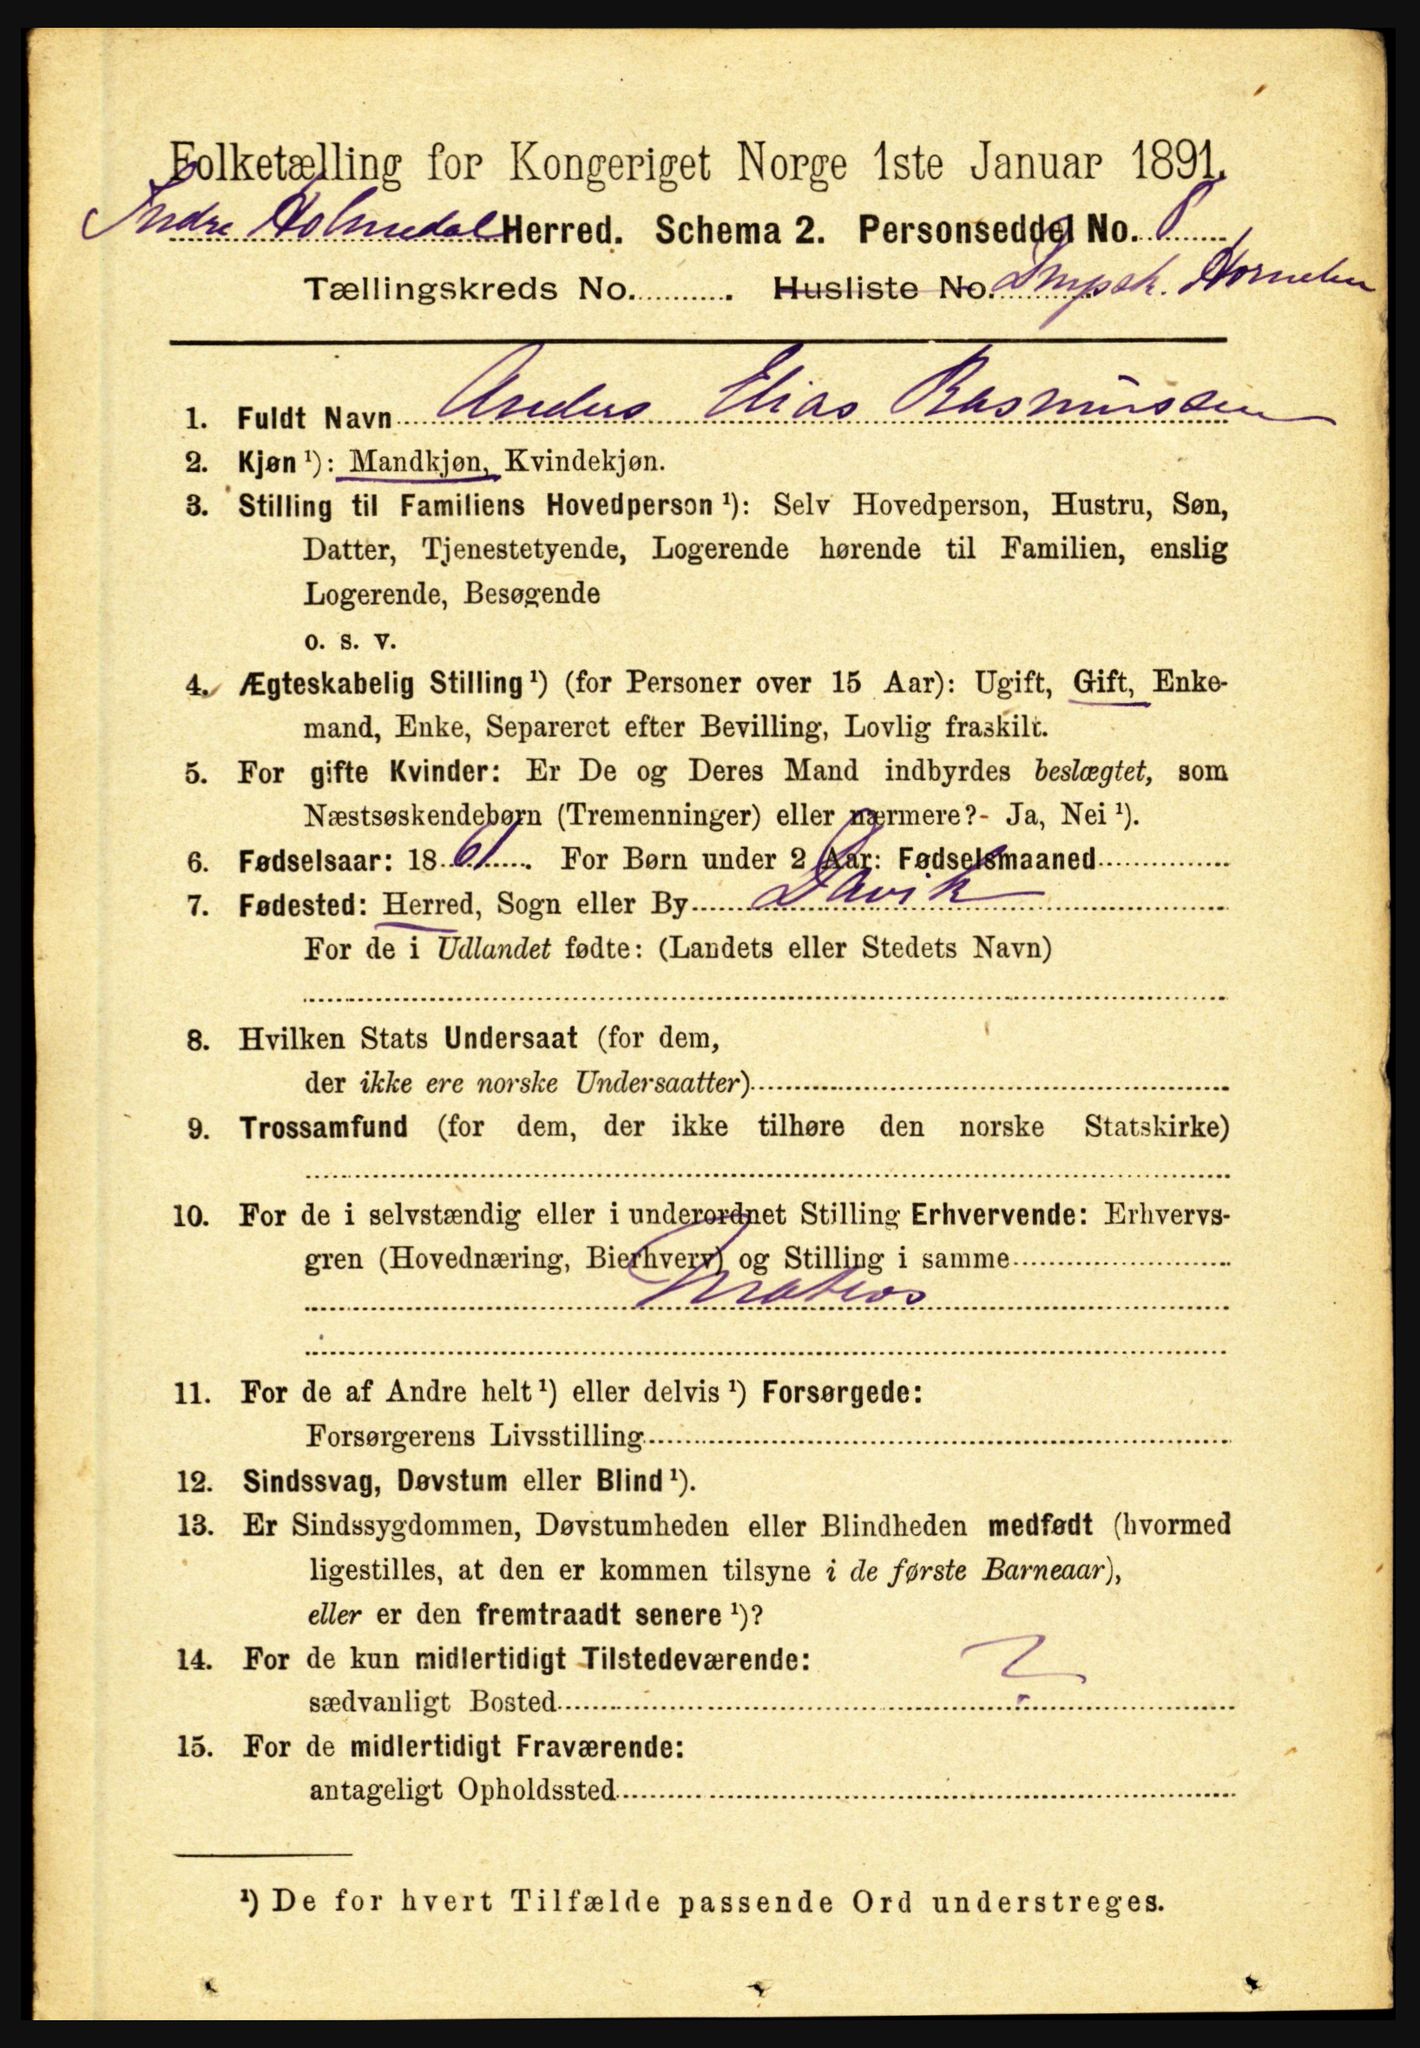 Folketælling for Kongeriget Norge 1ste Januar 1891.
Indre Holmedal Herred. Schema 2. Personseddel No. 8
Tællingskreds No. Husliste No. Dmpsk. Hornelen
1. Fuldt Navn Anders Elias Rasmussen
2. Kjøn ¹): Mandkjøn, Kvindekjøn.
3. Stilling til Familiens Hovedperson ¹): Selv Hovedperson, Hustru, Søn,
Datter, Tjenestetyende, Logerende hørende til Familien, enslig
Logerende, Besøgende
o. s. v.
4. Ægteskabelig Stilling ¹) (for Personer over 15 Aar): Ugift, Gift, Enke-
mand, Enke, Separeret efter Bevilling, Lovlig fraskilt.
5. For gifte Kvinder: Er De og Deres Mand indbyrdes beslægtet, som
Næstsøskendebørn (Tremenninger) eller nærmere?- Ja, Nei ¹).
6. Fødselsaar: 1861. For Børn under 2 Aar: Fødselsmaaned
7. Fødested: Herred, Sogn eller By Davik
For de i Udlandet fødte: (Landets eller Stedets Navn)
8. Hvilken Stats Undersaat (for dem,
der ikke ere norske Undersaatter)
9. Trossamfund (for dem, der ikke tilhøre den norske Statskirke)
10. For de i selvstændig eller i underordnet Stilling Erhvervende: Erhvervs-
gren (Hovednæring, Bierhverv) og Stilling i samme
Matros
11. For de af Andre helt ¹) eller delvis ¹) Forsørgede:
Forsørgerens Livsstilling
12. Sindssvag, Døvstum eller Blind ¹).
13. Er Sindssygdommen, Døvstumheden eller Blindheden medfødt (hvormed
ligestilles, at den er kommen tilsyne i de første Barneaar),
eller er den fremtraadt senere ¹)?
14. For de kun midlertidigt Tilstedeværende:
sædvanligt Bosted ?
15. For de midlertidigt Fraværende:
antageligt Opholdssted
¹) De for hvert Tilfælde passende Ord understreges.